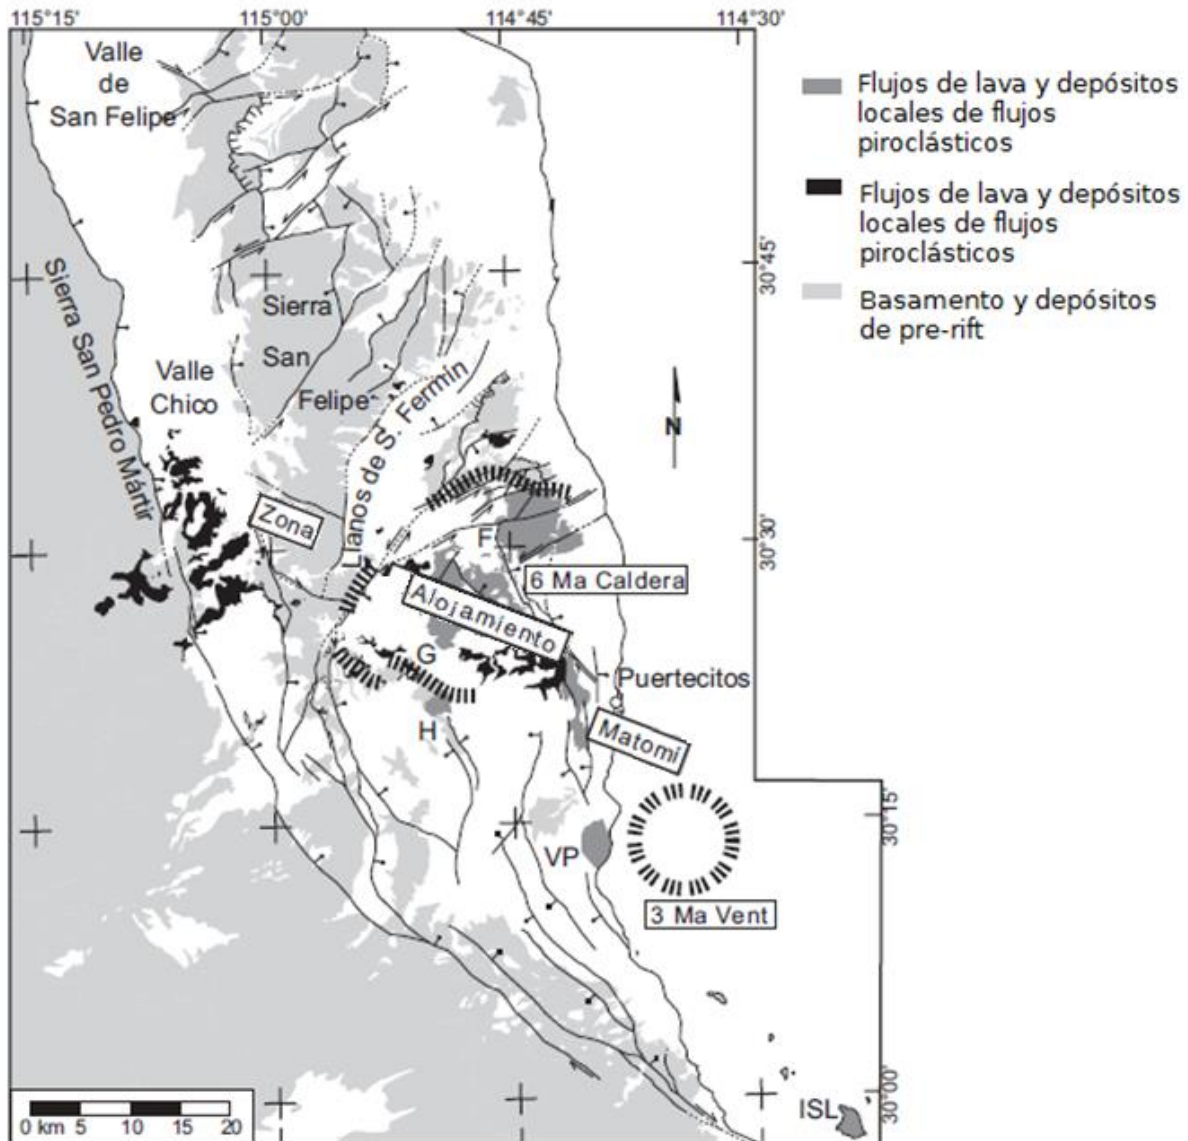 115°15'
115°00'
114°45'
114°30'
Valle
de
San Felipe
Flujos de lava y depósitos
locales de flujos
piroclásticos
Flujos de lava y depósitos
locales de flujos
piroclásticos
Basamento y depósitos
de pre-rift
30°45'
Sierra San Pedro Mártir
Sierra
San
Felipe
Valle
Chico
Llanos de S. Fermín
N
Zona
F
30°30'
6 Ma Caldera
Alojamiento
G
Puertecitos
H
Matomi
30°15'
VP
3 Ma Vent
30°00'
ISL
0 km 5 10 15 20